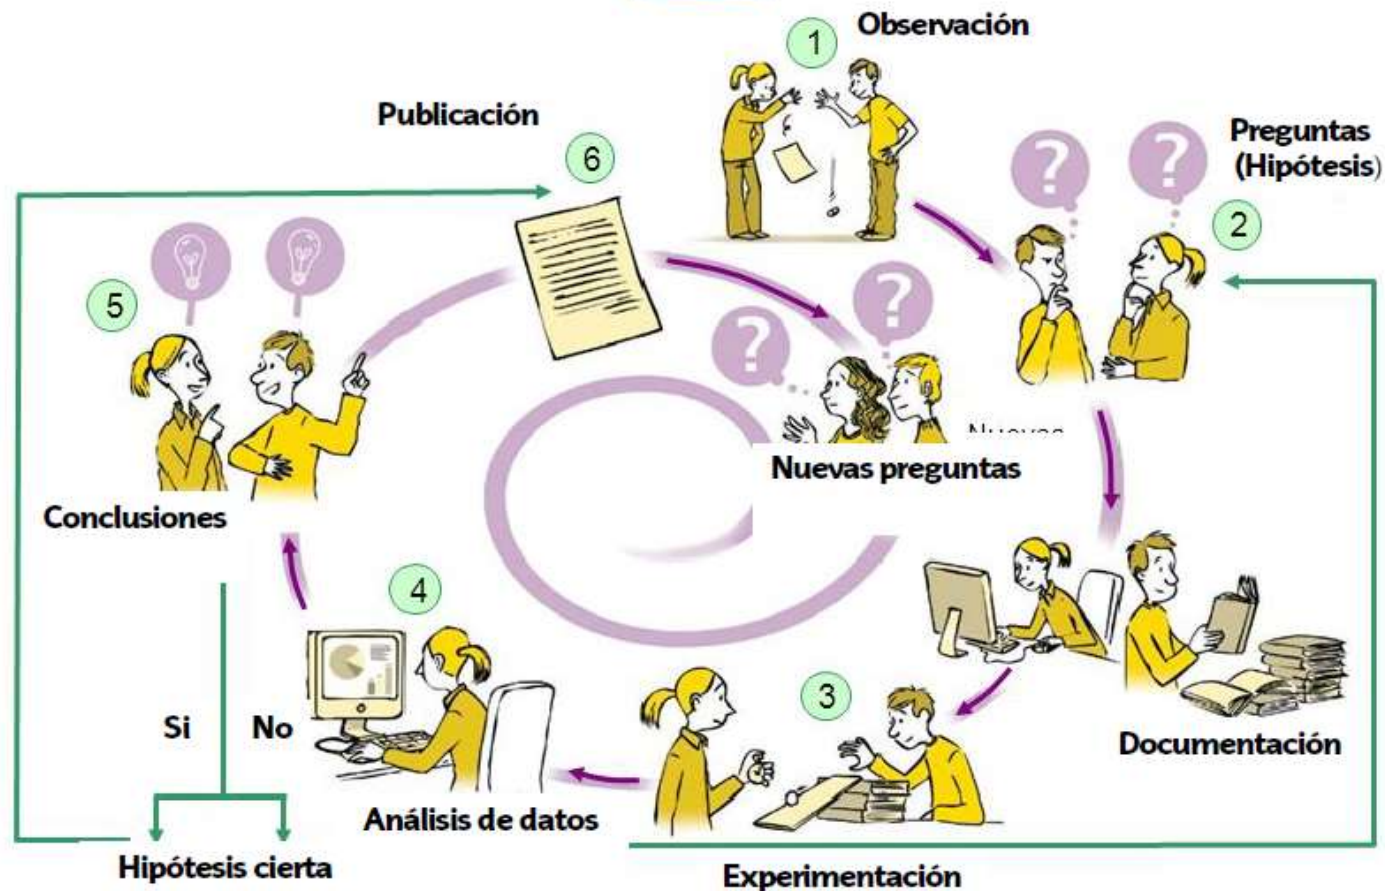 1
Observación
Publicación
6
Preguntas
(Hipótesis)
?
?
2
5
?
?
Nuevas
Nuevas preguntas
Conclusiones
4
Si
No
3
Documentación
Análisis de datos
Hipótesis cierta
Experimentación